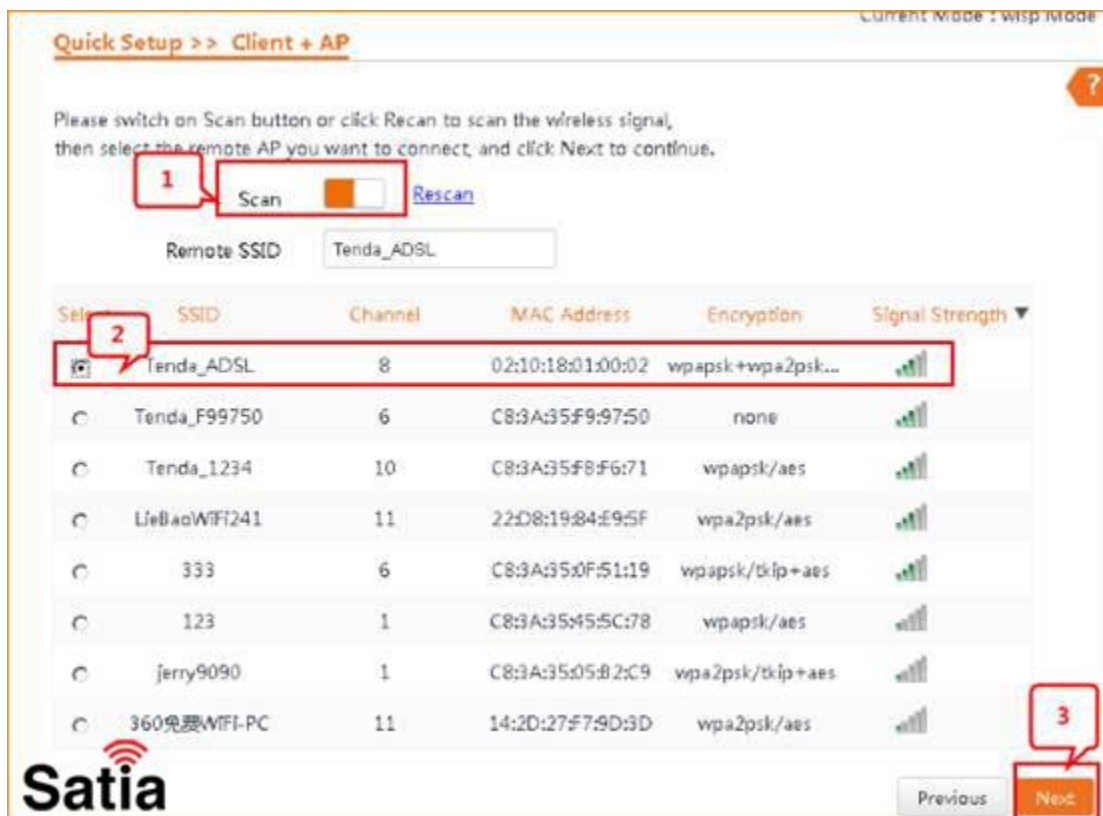 Current Mode : wisp Mode
Quick Setup >> Client + AP
?
Please switch on Scan button or click Recan to scan the wireless signal,
then select the remote AP you want to connect, and click Next to continue.
1
Scan Rescan
Remote SSID Tenda_ADSL
SSID Channel MAC Address Encryption Signal Strength ▼
2
Tenda_ADSL 8 02:10:18:01:00:02 wpapsk+wpa2psk...
Tenda_F99750 6 C8:3A:35:F9:97:50 none
Tenda_1234 10 C8:3A:35:F8:F6:71 wpapsk/aes
LieBaoWiFi241 11 22:D8:19:84:E9:5F wpa2psk/aes
333 6 C8:3A:35:0F:51:19 wpapsk/tkip+aes
123 1 C8:3A:35:45:5C:78 wpapsk/aes
jerry9090 1 C8:3A:35:05:B2:C9 wpa2psk/tkip+aes
360免费WiFi-PC 11 14:2D:27:F7:9D:3D wpa2psk/aes
3
Satia
Previous Next